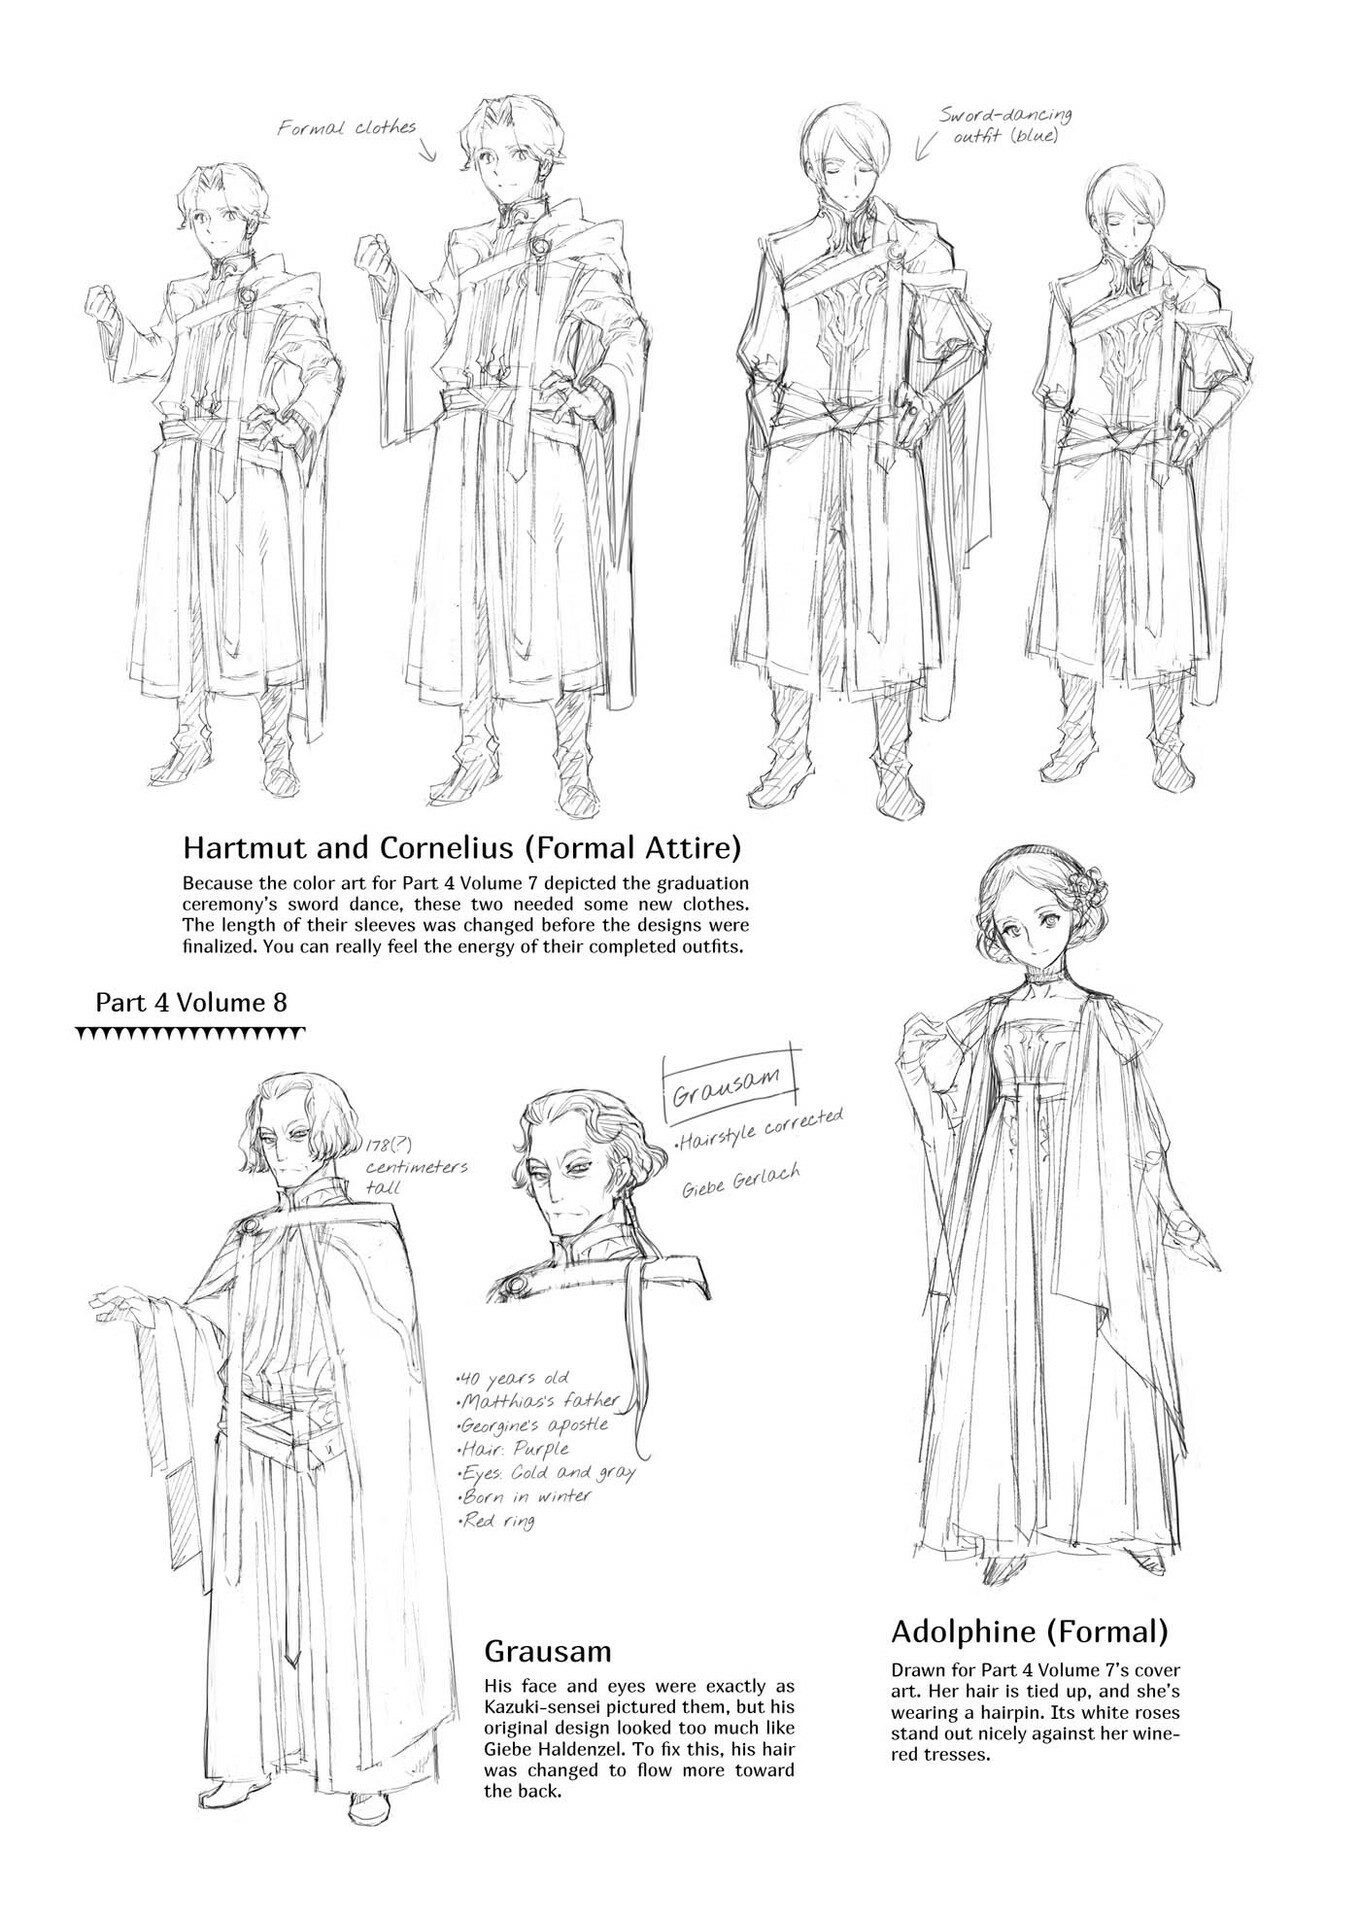 Formal clothes
Sword-dancing
outfit (blue)
Hartmut and Cornelius (Formal Attire)
Because the color art for Part 4 Volume 7 depicted the graduation
ceremony's sword dance, these two needed some new clothes.
The length of their sleeves was changed before the designs were
finalized. You can really feel the energy of their completed outfits.
Part 4 Volume 8
178(?)
centimeters
tall
Grausam
•Hairstyle corrected
Giebe Gerlach
•40 years old
•Matthias's father
•Georgine's apostle
•Hair: Purple
•Eyes: Cold and gray
•Born in winter
•Red ring
Grausam
His face and eyes were exactly as
Kazuki-sensei pictured them, but his
original design looked too much like
Giebe Haldenzel. To fix this, his hair
was changed to flow more toward
the back.
Adolphine (Formal)
Drawn for Part 4 Volume 7's cover
art. Her hair is tied up, and she's
wearing a hairpin. Its white roses
stand out nicely against her wine-
red tresses.